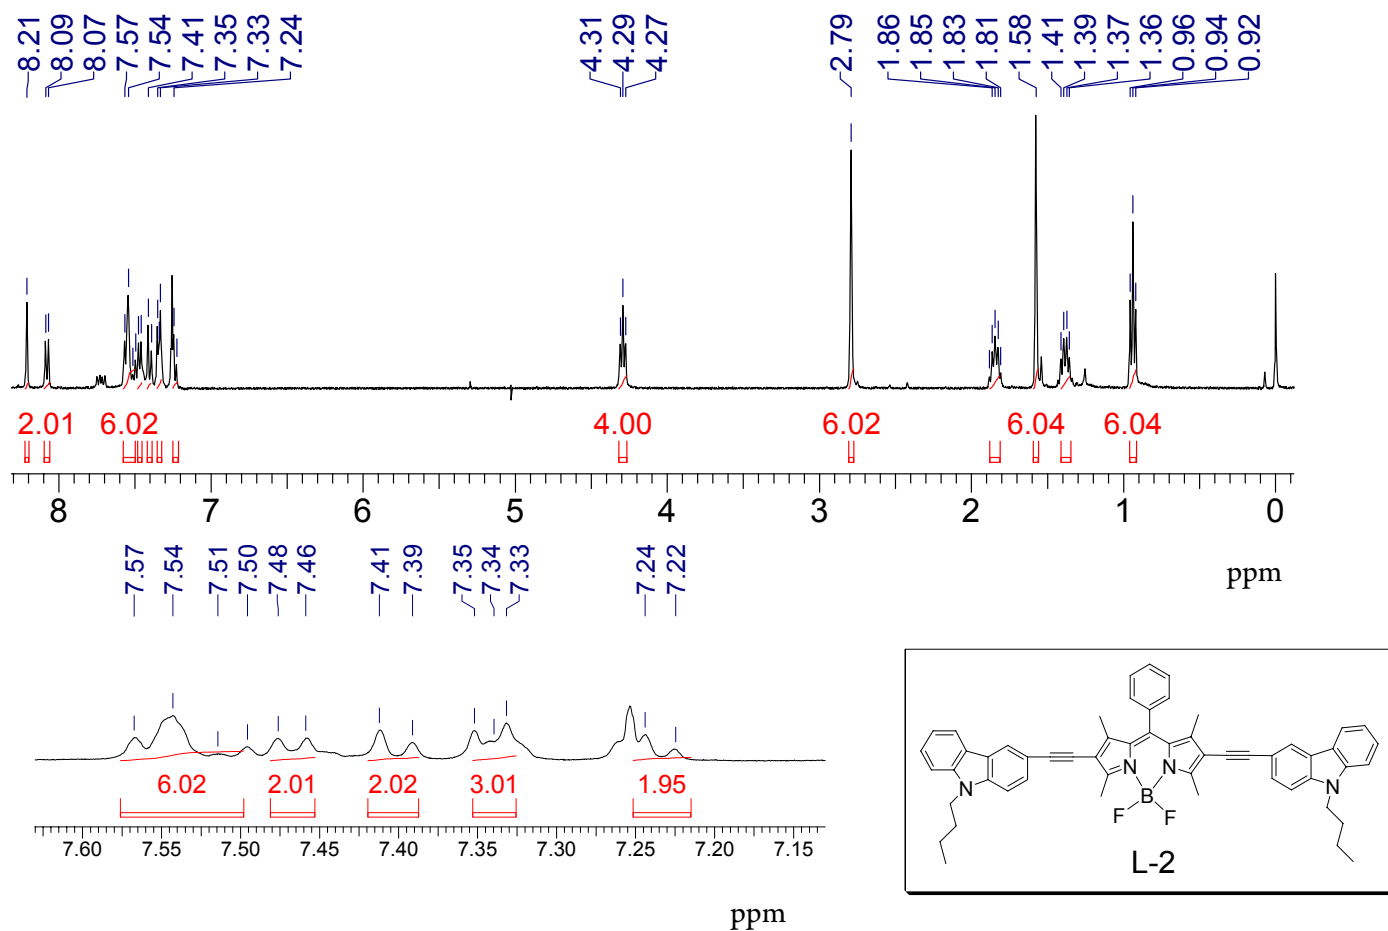 8.21 8.09 8.07 7.57 7.54 7.41 7.35 7.33 7.24 4.31 4.29 4.27 2.79 1.86 1.85 1.83 1.81 1.58 1.41 1.39 1.37 1.36 0.96 0.94 0.92
2.01 6.02 4.00 6.02 6.04 6.04
8 7 6 5 4 3 2 1 0
ppm
7.57 7.54 7.51 7.50 7.48 7.46 7.41 7.39 7.35 7.34 7.33 7.24 7.22
6.02 2.01 2.02 3.01 1.95
7.60 7.55 7.50 7.45 7.40 7.35 7.30 7.25 7.20 7.15
ppm
N N N N
B
F F
L-2